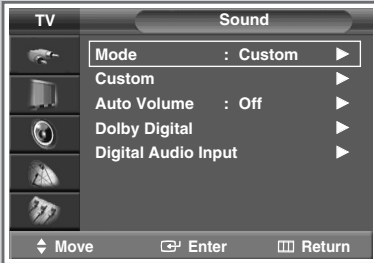 TV Sound
Mode : Custom
Custom
Auto Volume : Off
Dolby Digital
Digital Audio Input
Move Enter Return